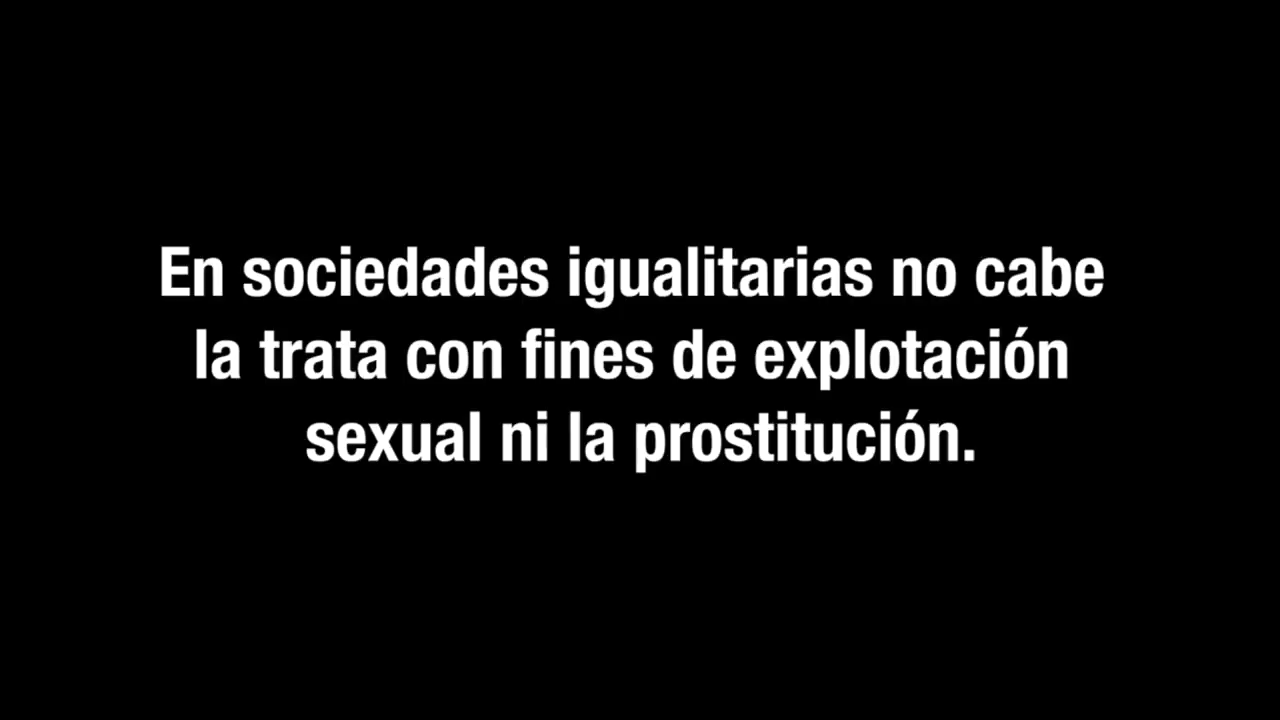 En sociedades igualitarias no cabe
la trata con fines de explotación
sexual ni la prostitución.